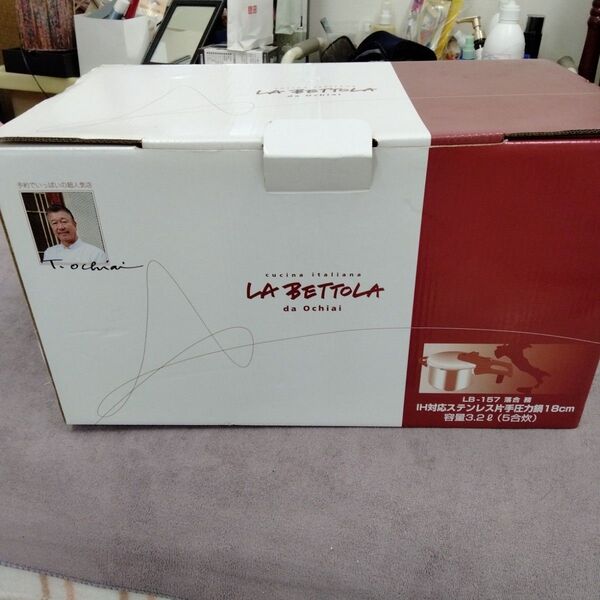 LA BETTOLA
da Ochiai
予約でいっぱいの超人気店
T. Ochiai
cucina italiana
LA BETTOLA
da Ochiai
LB-157 落合 務
IH対応ステンレス片手圧力鍋18cm
容量3.2ℓ(5合炊)